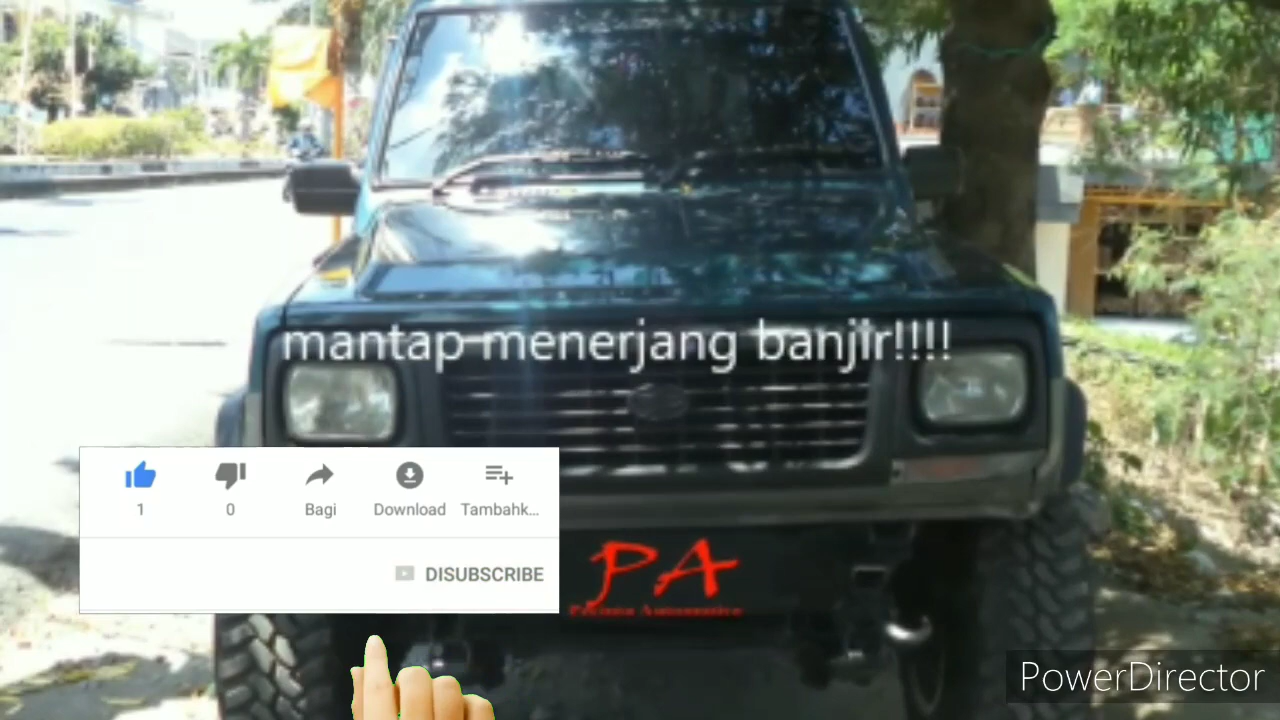 mantap menerjang banjir!!!!
1
0
Bagi
Download
Tambahk...
DISUBSCRIBE
PA
PowerDirector